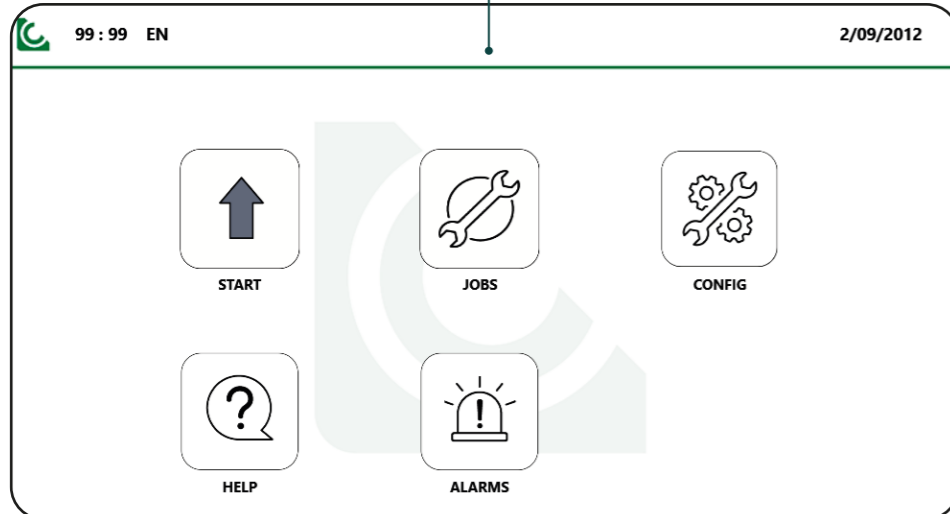 99 : 99 EN 2/09/2012
START JOBS CONFIG
?
!
HELP ALARMS